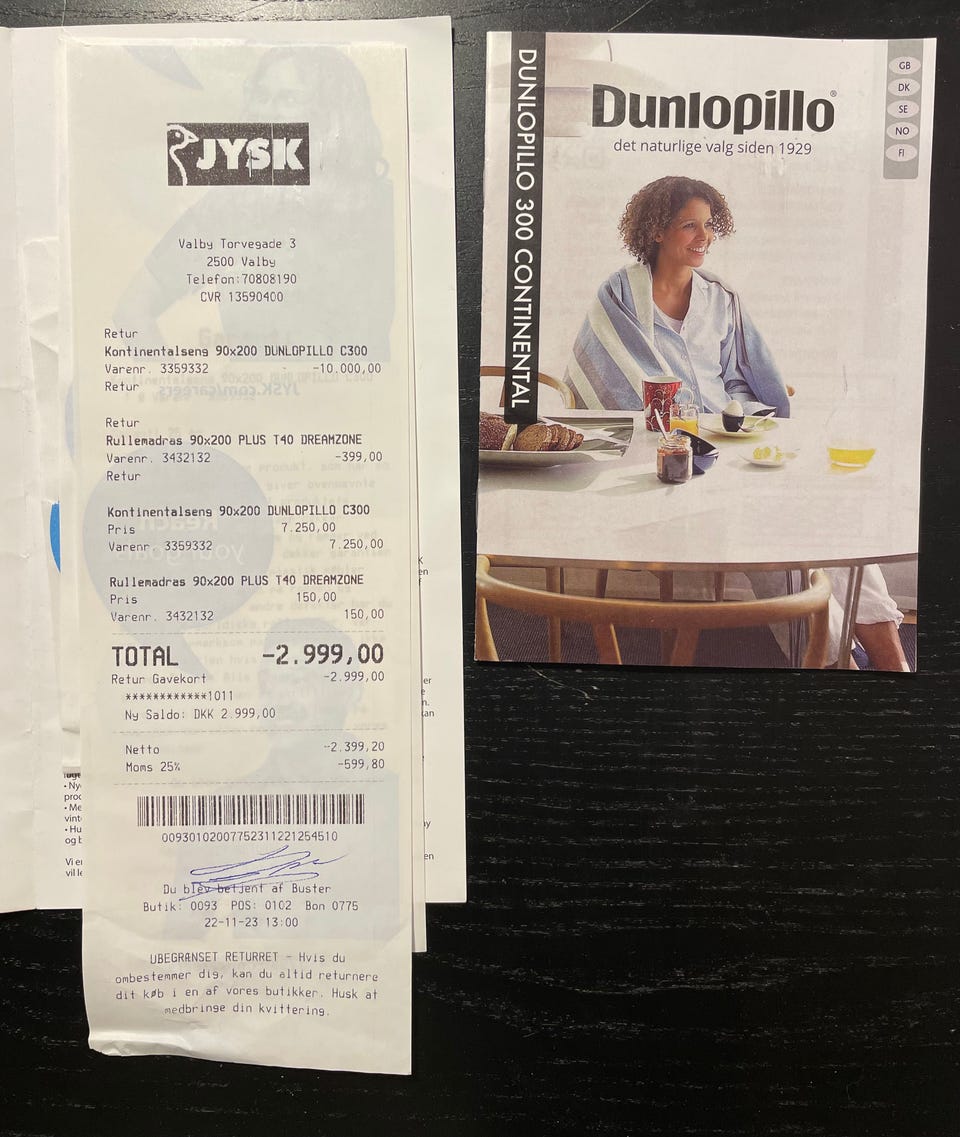 JYSK
Valby Torvegade 3
2500 Valby
Telefon:70808190
CVR 13590400
Retur
Kontinentalseng 90x200 DUNLOPILLO C300
Varenr. 3359332 -10.000,00
Retur
Retur
Rullemadras 90x200 PLUS T40 DREAMZONE
Varenr. 3432132 -399,00
Retur
Kontinentalseng 90x200 DUNLOPILLO C300
Pris 7.250,00
Varenr. 3359332 7.250,00
Rullemadras 90x200 PLUS T40 DREAMZONE
Pris 150,00
Varenr. 3432132 150,00
TOTAL -2.999,00
Retur Gavekort -2.999,00
************1011
Ny Saldo: DKK 2.999,00
Netto -2.399,20
Moms 25% -599,80
00930102007752311221254510
Du blev betjent af Buster
Butik: 0093 POS: 0102 Bon 0775
22-11-23 13:00
UBEGRÆNSET RETURRET - Hvis du
ombestemmer dig, kan du altid returnere
dit køb i en af vores butikker. Husk at
medbringe din kvittering.
DUNLOPILLO 300 CONTINENTAL
Dunlopillo®
det naturlige valg siden 1929
GB
DK
SE
NO
FI